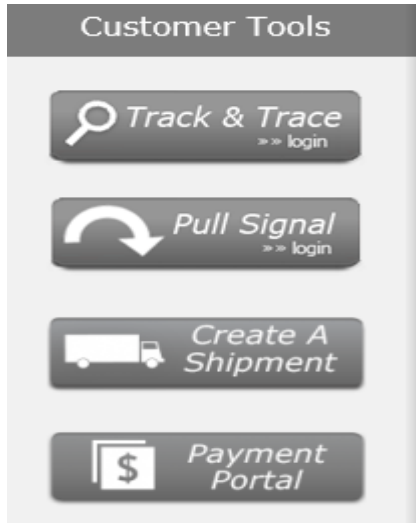 Customer Tools
Track & Trace
»» login
Pull Signal
»» login
Create A
Shipment
$
Payment
Portal